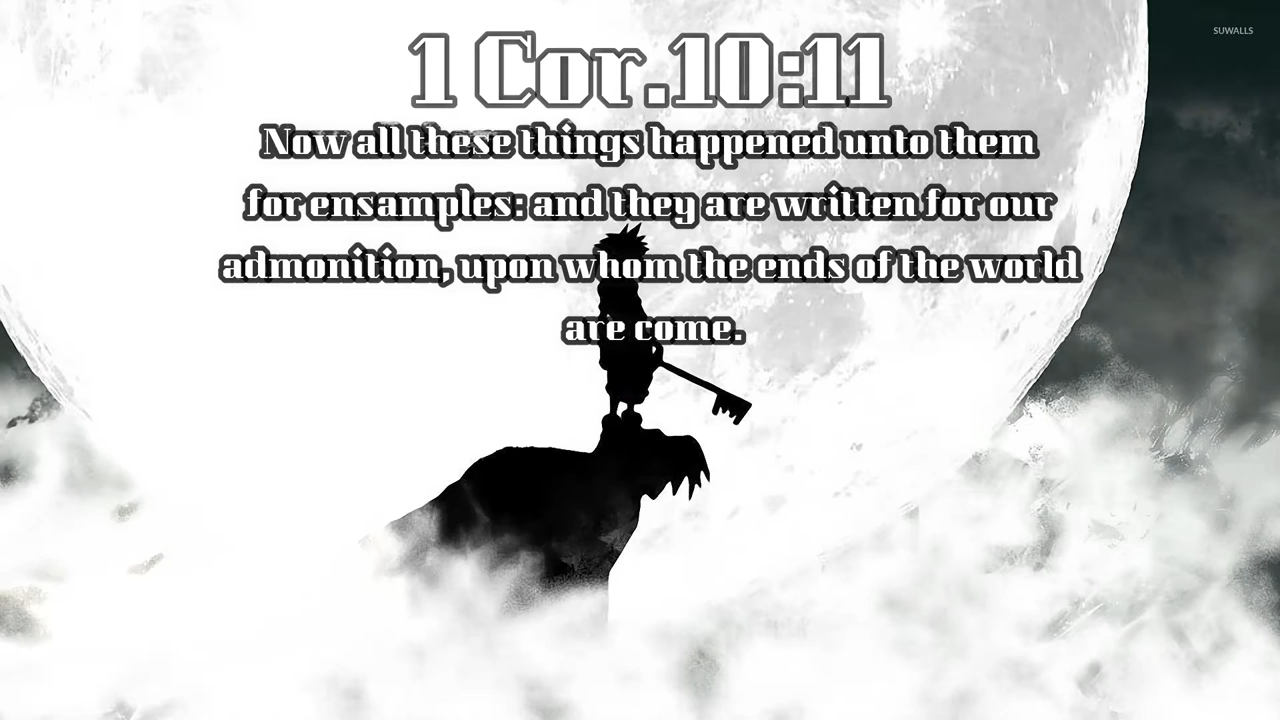 SUWALLS
1 Cor.10:11
Now all these things happened unto them
for ensamples: and they are written for our
admonition, upon whom the ends of the world
are come.